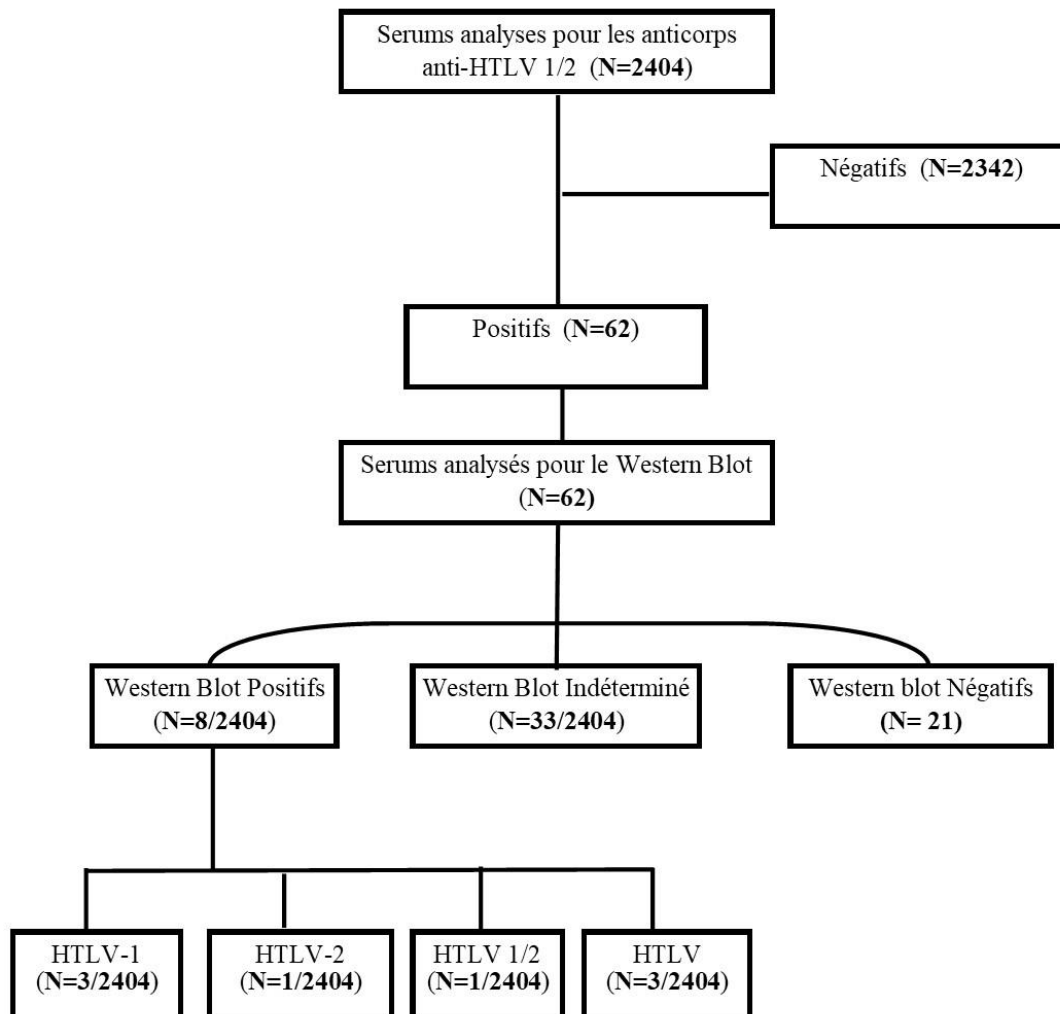 Serums analyses pour les anticorps
anti-HTLV 1/2 (N=2404)
Négatifs (N=2342)
Positifs (N=62)
Serums analysés pour le Western Blot
(N=62)
Western Blot Positifs
(N=8/2404)
Western Blot Indéterminé
(N=33/2404)
Western blot Négatifs
(N= 21)
HTLV-1
(N=3/2404)
HTLV-2
(N=1/2404)
HTLV 1/2
(N=1/2404)
HTLV
(N=3/2404)